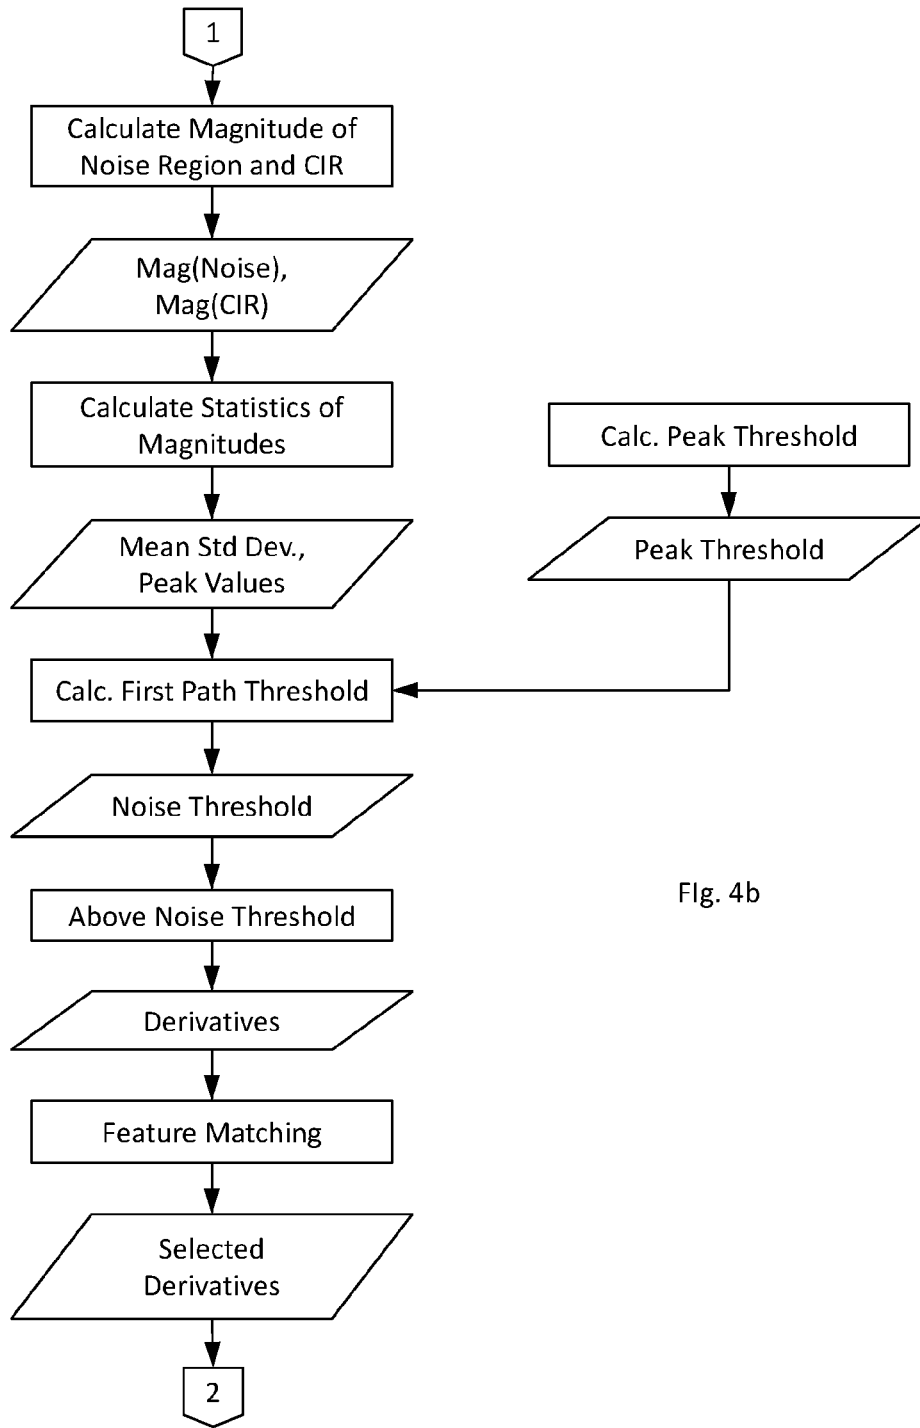 1
Calculate Magnitude of
Noise Region and CIR
Mag(Noise),
Mag(CIR)
Calculate Statistics of
Magnitudes
Calc. Peak Threshold
Mean Std Dev.,
Peak Values
Peak Threshold
Calc. First Path Threshold
Noise Threshold
Above Noise Threshold
FIg. 4b
Derivatives
Feature Matching
Selected
Derivatives
2